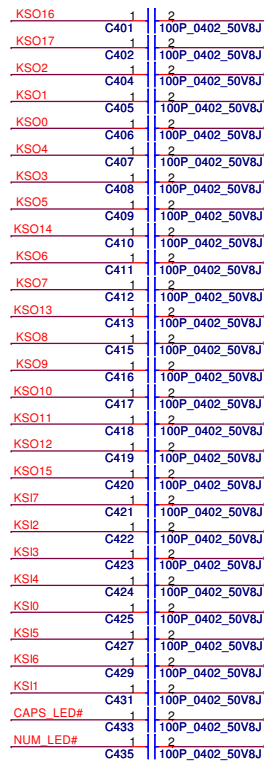 KSO16 1 2
C401 100P_0402_50V8J
KSO17 1 2
C402 100P_0402_50V8J
KSO2 1 2
C404 100P_0402_50V8J
KSO1 1 2
C405 100P_0402_50V8J
KSO0 1 2
C406 100P_0402_50V8J
KSO4 1 2
C407 100P_0402_50V8J
KSO3 1 2
C408 100P_0402_50V8J
KSO5 1 2
C409 100P_0402_50V8J
KSO14 1 2
C410 100P_0402_50V8J
KSO6 1 2
C411 100P_0402_50V8J
KSO7 1 2
C412 100P_0402_50V8J
KSO13 1 2
C413 100P_0402_50V8J
KSO8 1 2
C415 100P_0402_50V8J
KSO9 1 2
C416 100P_0402_50V8J
KSO10 1 2
C417 100P_0402_50V8J
KSO11 1 2
C418 100P_0402_50V8J
KSO12 1 2
C419 100P_0402_50V8J
KSO15 1 2
C420 100P_0402_50V8J
KSI7 1 2
C421 100P_0402_50V8J
KSI2 1 2
C422 100P_0402_50V8J
KSI3 1 2
C423 100P_0402_50V8J
KSI4 1 2
C424 100P_0402_50V8J
KSI0 1 2
C425 100P_0402_50V8J
KSI5 1 2
C427 100P_0402_50V8J
KSI6 1 2
C429 100P_0402_50V8J
KSI1 1 2
C431 100P_0402_50V8J
CAPS_LED# 1 2
C433 100P_0402_50V8J
NUM_LED# 1 2
C435 100P_0402_50V8J